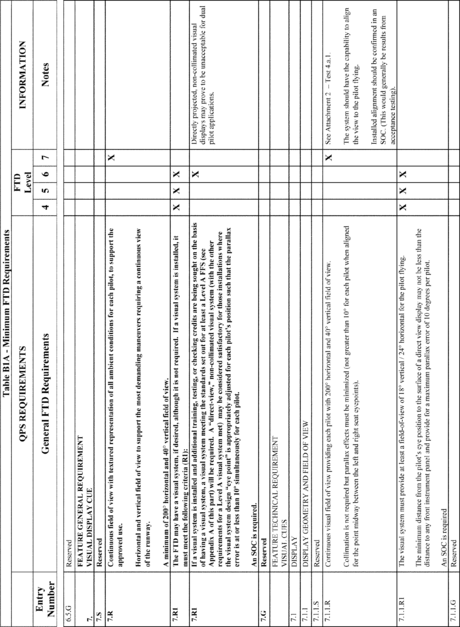 Table B1A - Minimum FTD Requirements
QPS REQUIREMENTS
FTD Level
INFORMATION
Entry Number
General FTD Requirements
4 5 6 7
Notes
6.5.G Reserved
FEATURE GENERAL REQUIREMENT
7. VISUAL DISPLAY CUE
7.S Reserved
7.R Continuous field of view with textured representation of all ambient conditions for each pilot, to support the X
approved use.
Horizontal and vertical field of view to support the most demanding maneuvers requiring a continuous view
of the runway.
A minimum of 200° horizontal and 40° vertical field of view.
7.R1 The FTD may have a visual system, if desired, although it is not required. If a visual system is installed, it X X X
must meet the following criteria (R1):
7.R1 If a visual system is installed and additional training, testing, or checking credits are being sought on the basis X Directly projected, non-collimated visual
of having a visual system, a visual system meeting the standards set out for at least a Level A FFS (see displays may prove to be unacceptable for dual
Appendix A of this part) will be required. A "direct-view," non-collimated visual system (with the other pilot applications.
requirements for a Level A visual system met) may be considered satisfactory for those installations where
the visual system design "eye point" is appropriately adjusted for each pilot's position such that the parallax
error is at or less than 10° simultaneously for each pilot.
An SOC is required.
7.G Reserved
FEATURE TECHNICAL REQUIREMENT
VISUAL CUES
7.1 DISPLAY
7.1.1 DISPLAY GEOMETRY AND FIELD OF VIEW
7.1.1.S Reserved
7.1.1.R Continuous visual field of view providing each pilot with 200° horizontal and 40° vertical field of view. X See Attachment 2 – Test 4.a.1.
Collimation is not required but parallax effects must be minimized (not greater than 10° for each pilot when aligned The system should have the capability to align
for the point midway between the left and right seat eyepoints). the view to the pilot flying.
Installed alignment should be confirmed in an
SOC. (This would generally be results from
acceptance testing).
7.1.1.R1 The visual system must provide at least a field-of-view of 18° vertical / 24° horizontal for the pilot flying. X X X
The minimum distance from the pilot's eye position to the surface of a direct view display may not be less than the
distance to any front instrument panel and provide for a maximum parallax error of 10 degrees per pilot.
An SOC is required
7.1.1.G Reserved